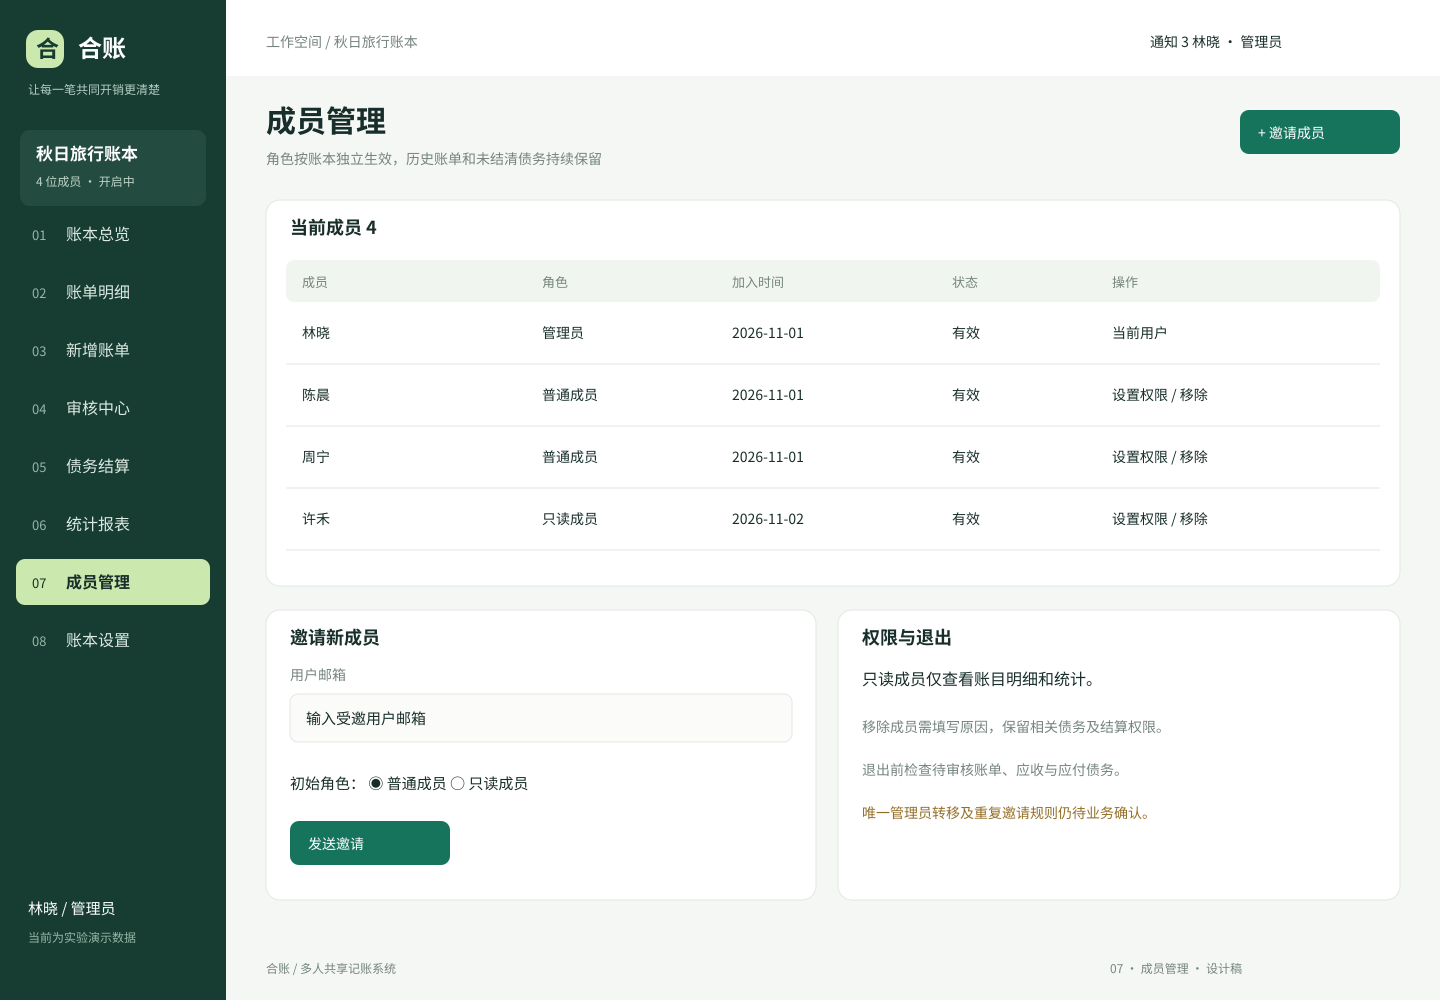 合 合账
让每一笔共同开销更清楚
秋日旅行账本
4 位成员 · 开启中
01 账本总览
02 账单明细
03 新增账单
04 审核中心
05 债务结算
06 统计报表
07 成员管理
08 账本设置
林晓 / 管理员
当前为实验演示数据
工作空间 / 秋日旅行账本
通知 3 林晓 · 管理员
成员管理
角色按账本独立生效，历史账单和未结清债务持续保留
+ 邀请成员
当前成员 4
成员 角色 加入时间 状态 操作
林晓 管理员 2026-11-01 有效 当前用户
陈晨 普通成员 2026-11-01 有效 设置权限 / 移除
周宁 普通成员 2026-11-01 有效 设置权限 / 移除
许禾 只读成员 2026-11-02 有效 设置权限 / 移除
邀请新成员
用户邮箱
输入受邀用户邮箱
初始角色： ◉ 普通成员 ○ 只读成员
发送邀请
权限与退出
只读成员仅查看账目明细和统计。
移除成员需填写原因，保留相关债务及结算权限。
退出前检查待审核账单、应收与应付债务。
唯一管理员转移及重复邀请规则仍待业务确认。
合账 / 多人共享记账系统
07 · 成员管理 · 设计稿